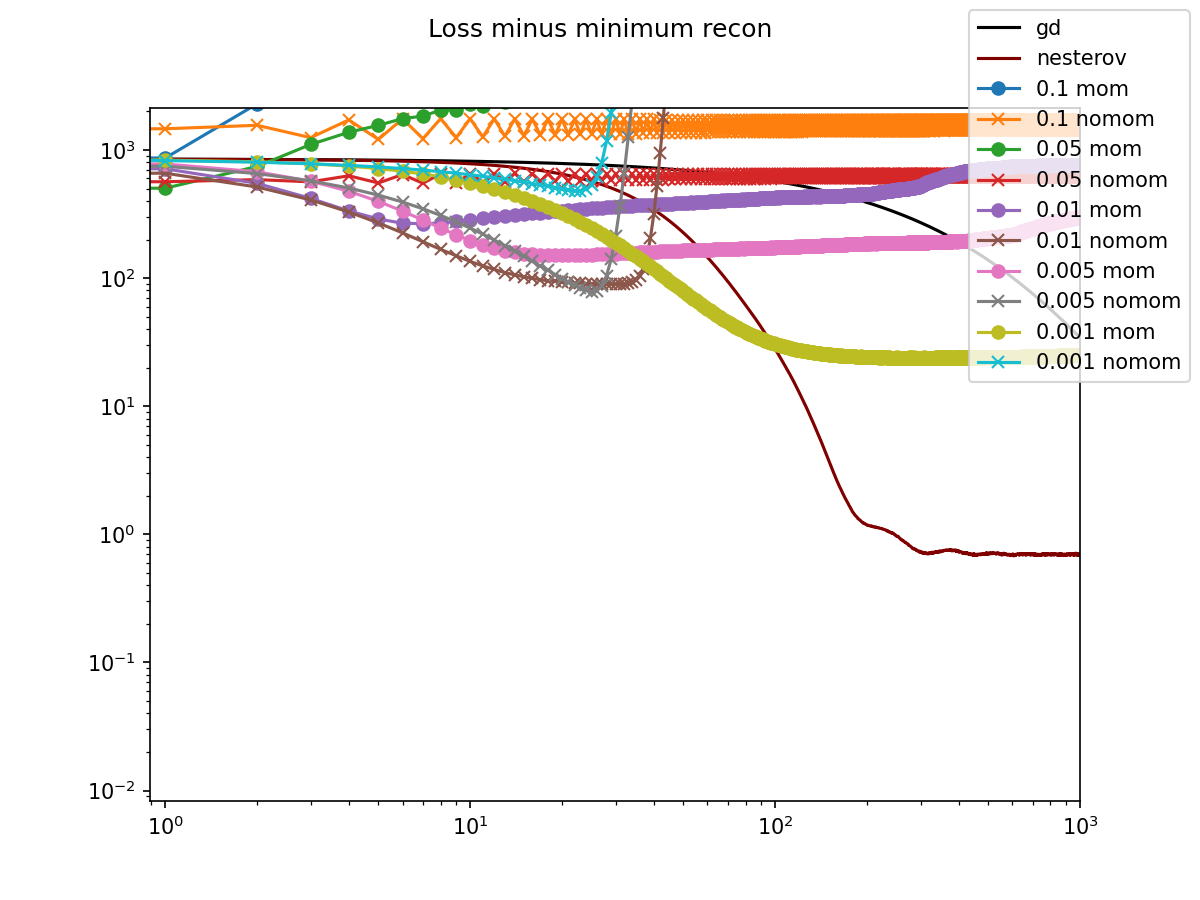 Loss minus minimum recon
gd
nesterov
0.1 mom
0.1 nomom
0.05 mom
0.05 nomom
0.01 mom
0.01 nomom
0.005 mom
0.005 nomom
0.001 mom
0.001 nomom
10³
10²
10¹
10⁰
10⁻¹
10⁻²
10⁰ 10¹ 10² 10³